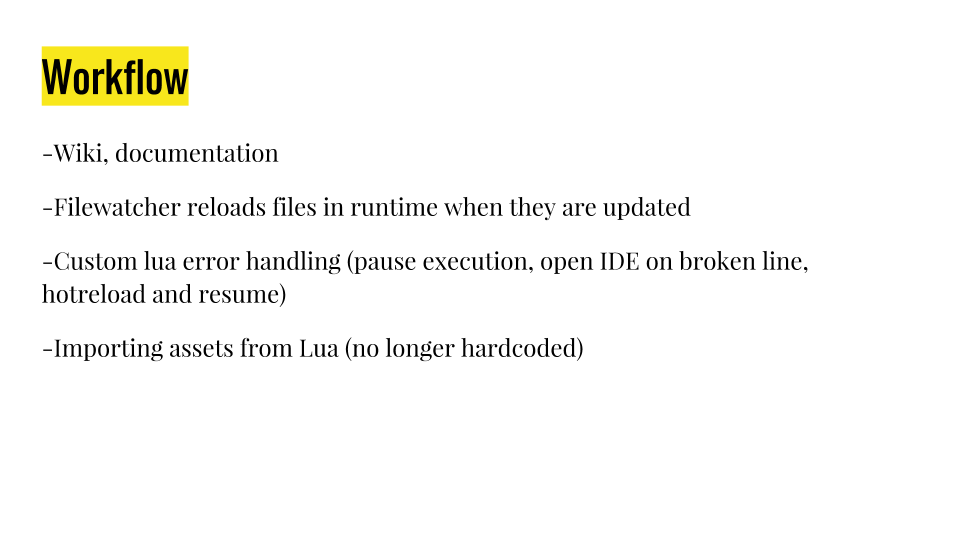 Workflow
-Wiki, documentation
-Filewatcher reloads files in runtime when they are updated
-Custom lua error handling (pause execution, open IDE on broken line,
hotreload and resume)
-Importing assets from Lua (no longer hardcoded)